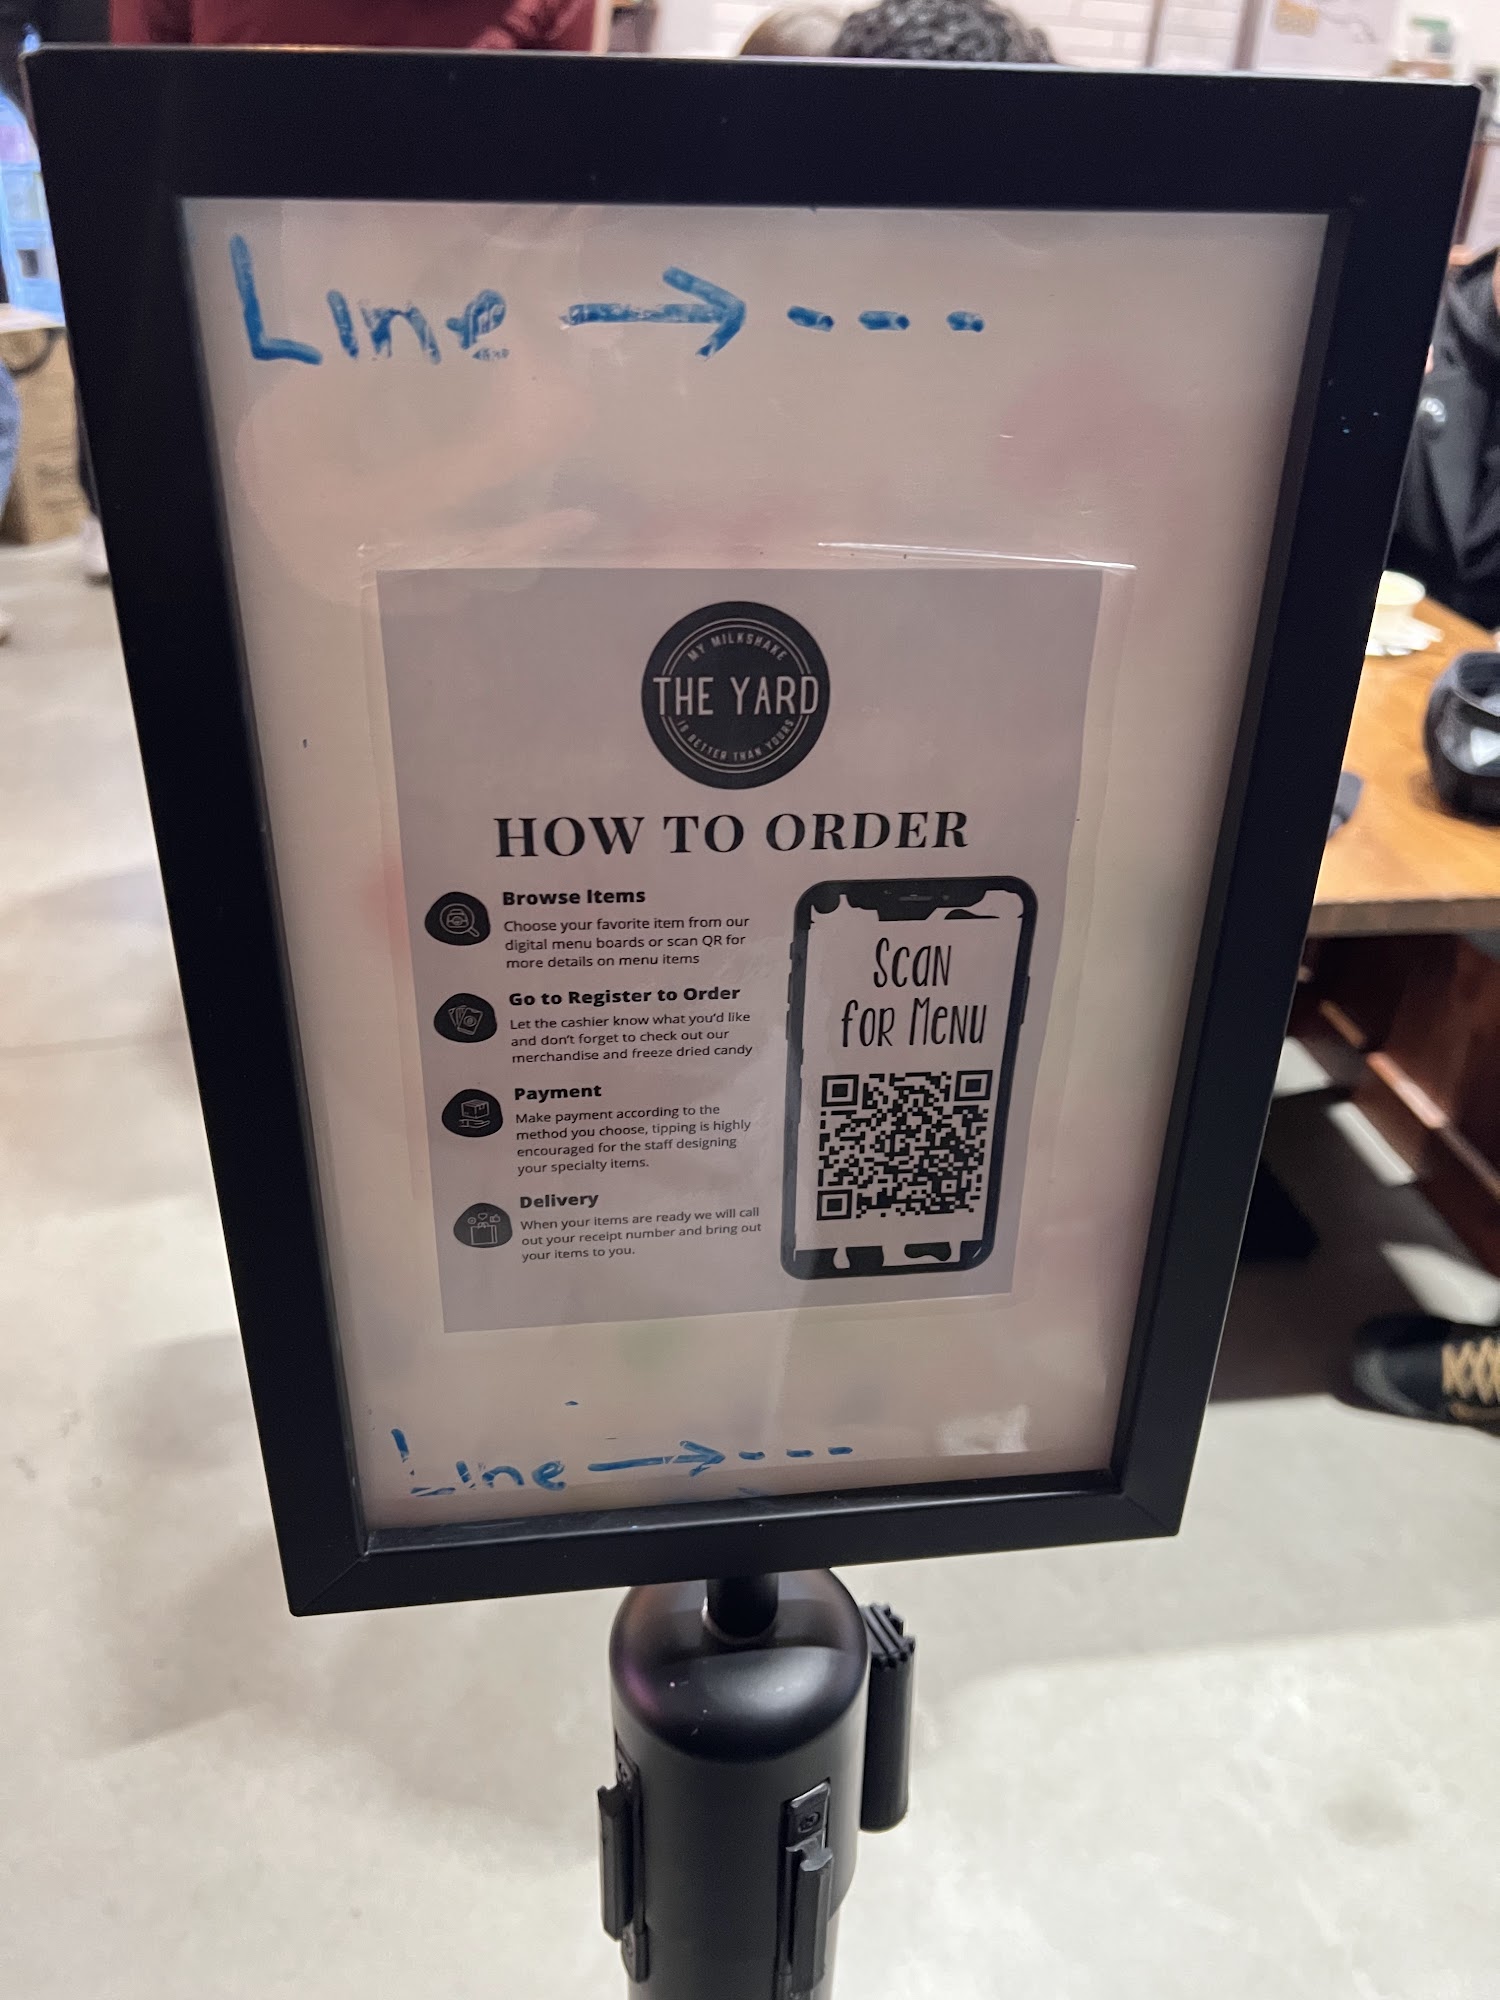 Line → - - -
MY MILKSHAKE
THE YARD
IS BETTER THAN YOURS
HOW TO ORDER
Browse Items
Choose your favorite item from our
digital menu boards or scan QR for
more details on menu items
Go to Register to Order
Let the cashier know what you'd like
and don't forget to check out our
merchandise and freeze dried candy
Payment
Make payment according to the
method you choose, tipping is highly
encouraged for the staff designing
your specialty items.
Delivery
When your items are ready we will call
out your receipt number and bring out
your items to you.
Scan
for Menu
Line → - - -